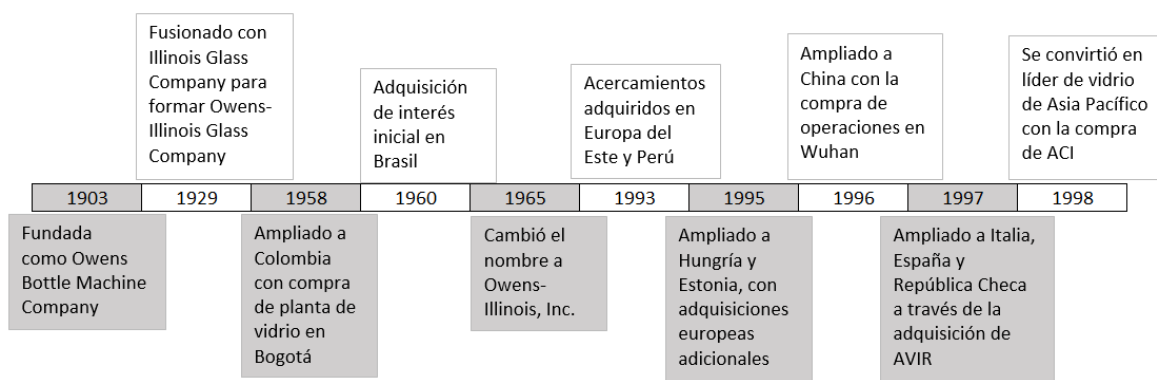 Fusionado con
Illinois Glass
Company para
formar Owens-
Illinois Glass
Company
Adquisición
de interés
inicial en
Brasil
Acercamientos
adquiridos en
Europa del
Este y Perú
Ampliado a
China con la
compra de
operaciones en
Wuhan
Se convirtió en
líder de vidrio
de Asia Pacífico
con la compra
de ACI
1903 1929 1958 1960 1965 1993 1995 1996 1997 1998
Fundada
como Owens
Bottle Machine
Company
Ampliado a
Colombia
con compra
de planta de
vidrio en
Bogotá
Cambió el
nombre a
Owens-
Illinois, Inc.
Ampliado a
Hungría y
Estonia, con
adquisiciones
europeas
adicionales
Ampliado a Italia,
España y
República Checa
a través de la
adquisición de
AVIR